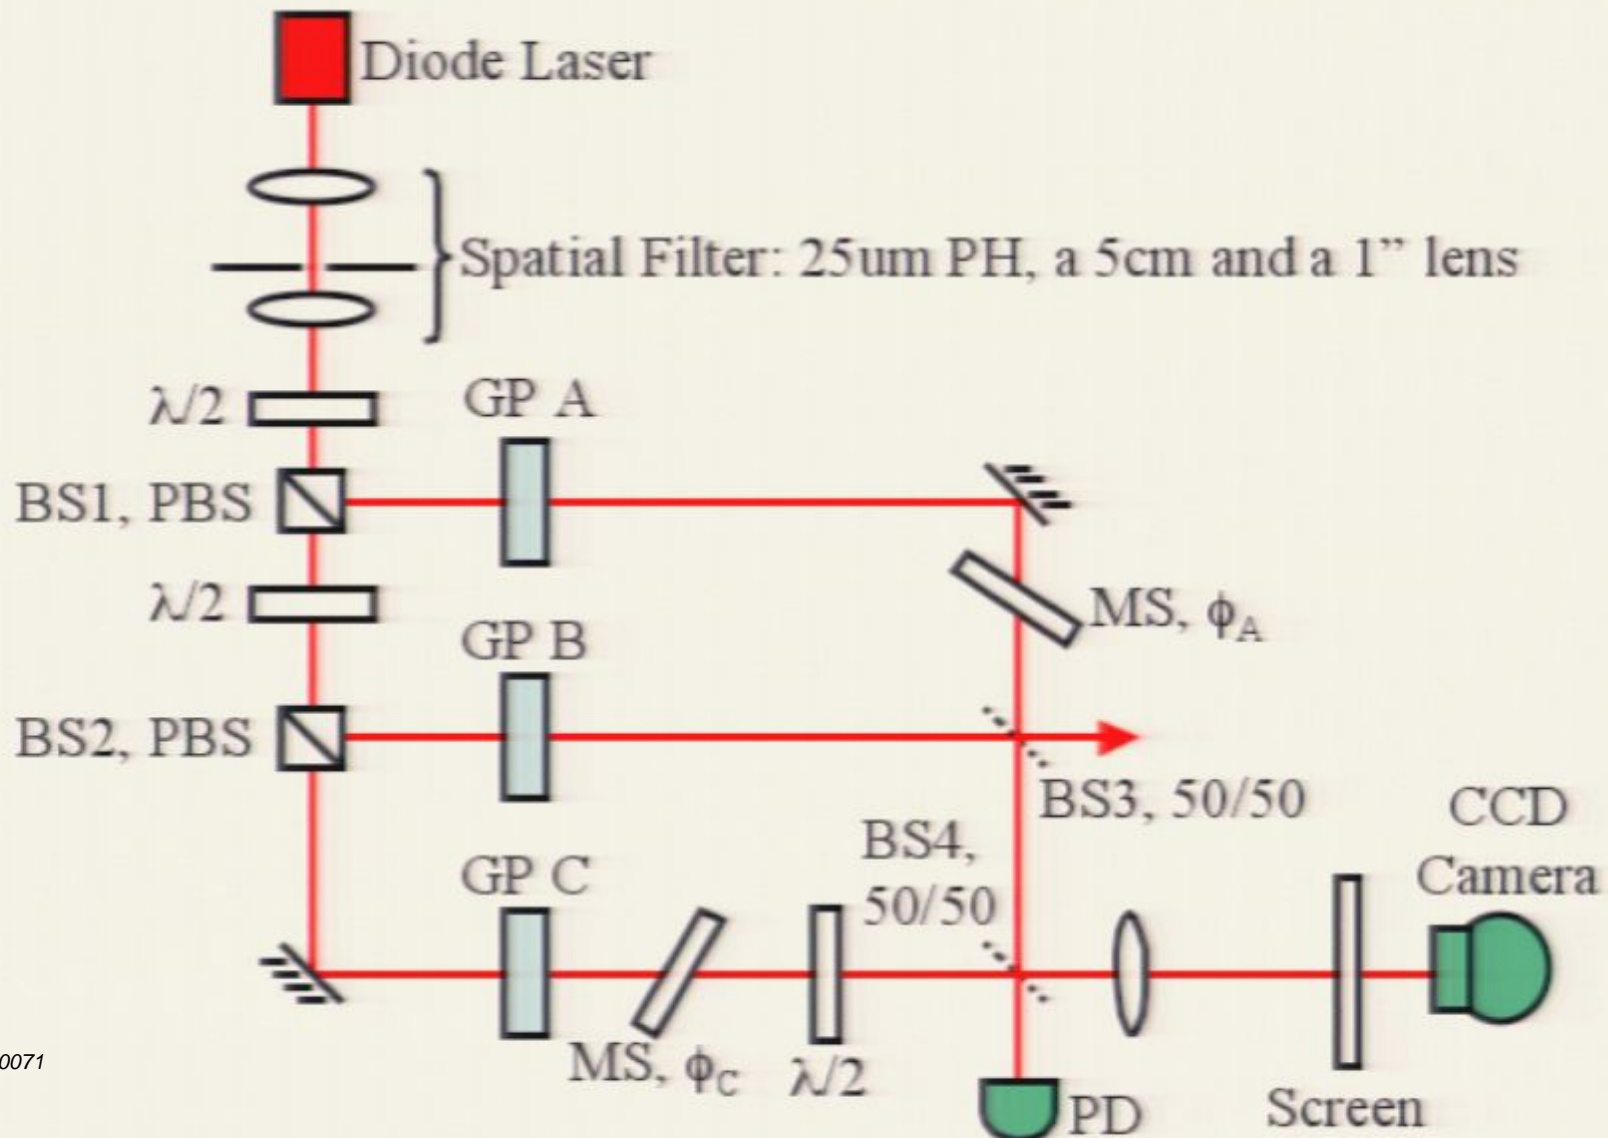 Diode Laser
Spatial Filter: 25um PH, a 5cm and a 1” lens
λ/2
GP A
BS1, PBS
λ/2
MS, ϕA
GP B
BS2, PBS
BS3, 50/50
CCD
Camera
BS4,
50/50
GP C
0071
MS, ϕC
λ/2
PD
Screen